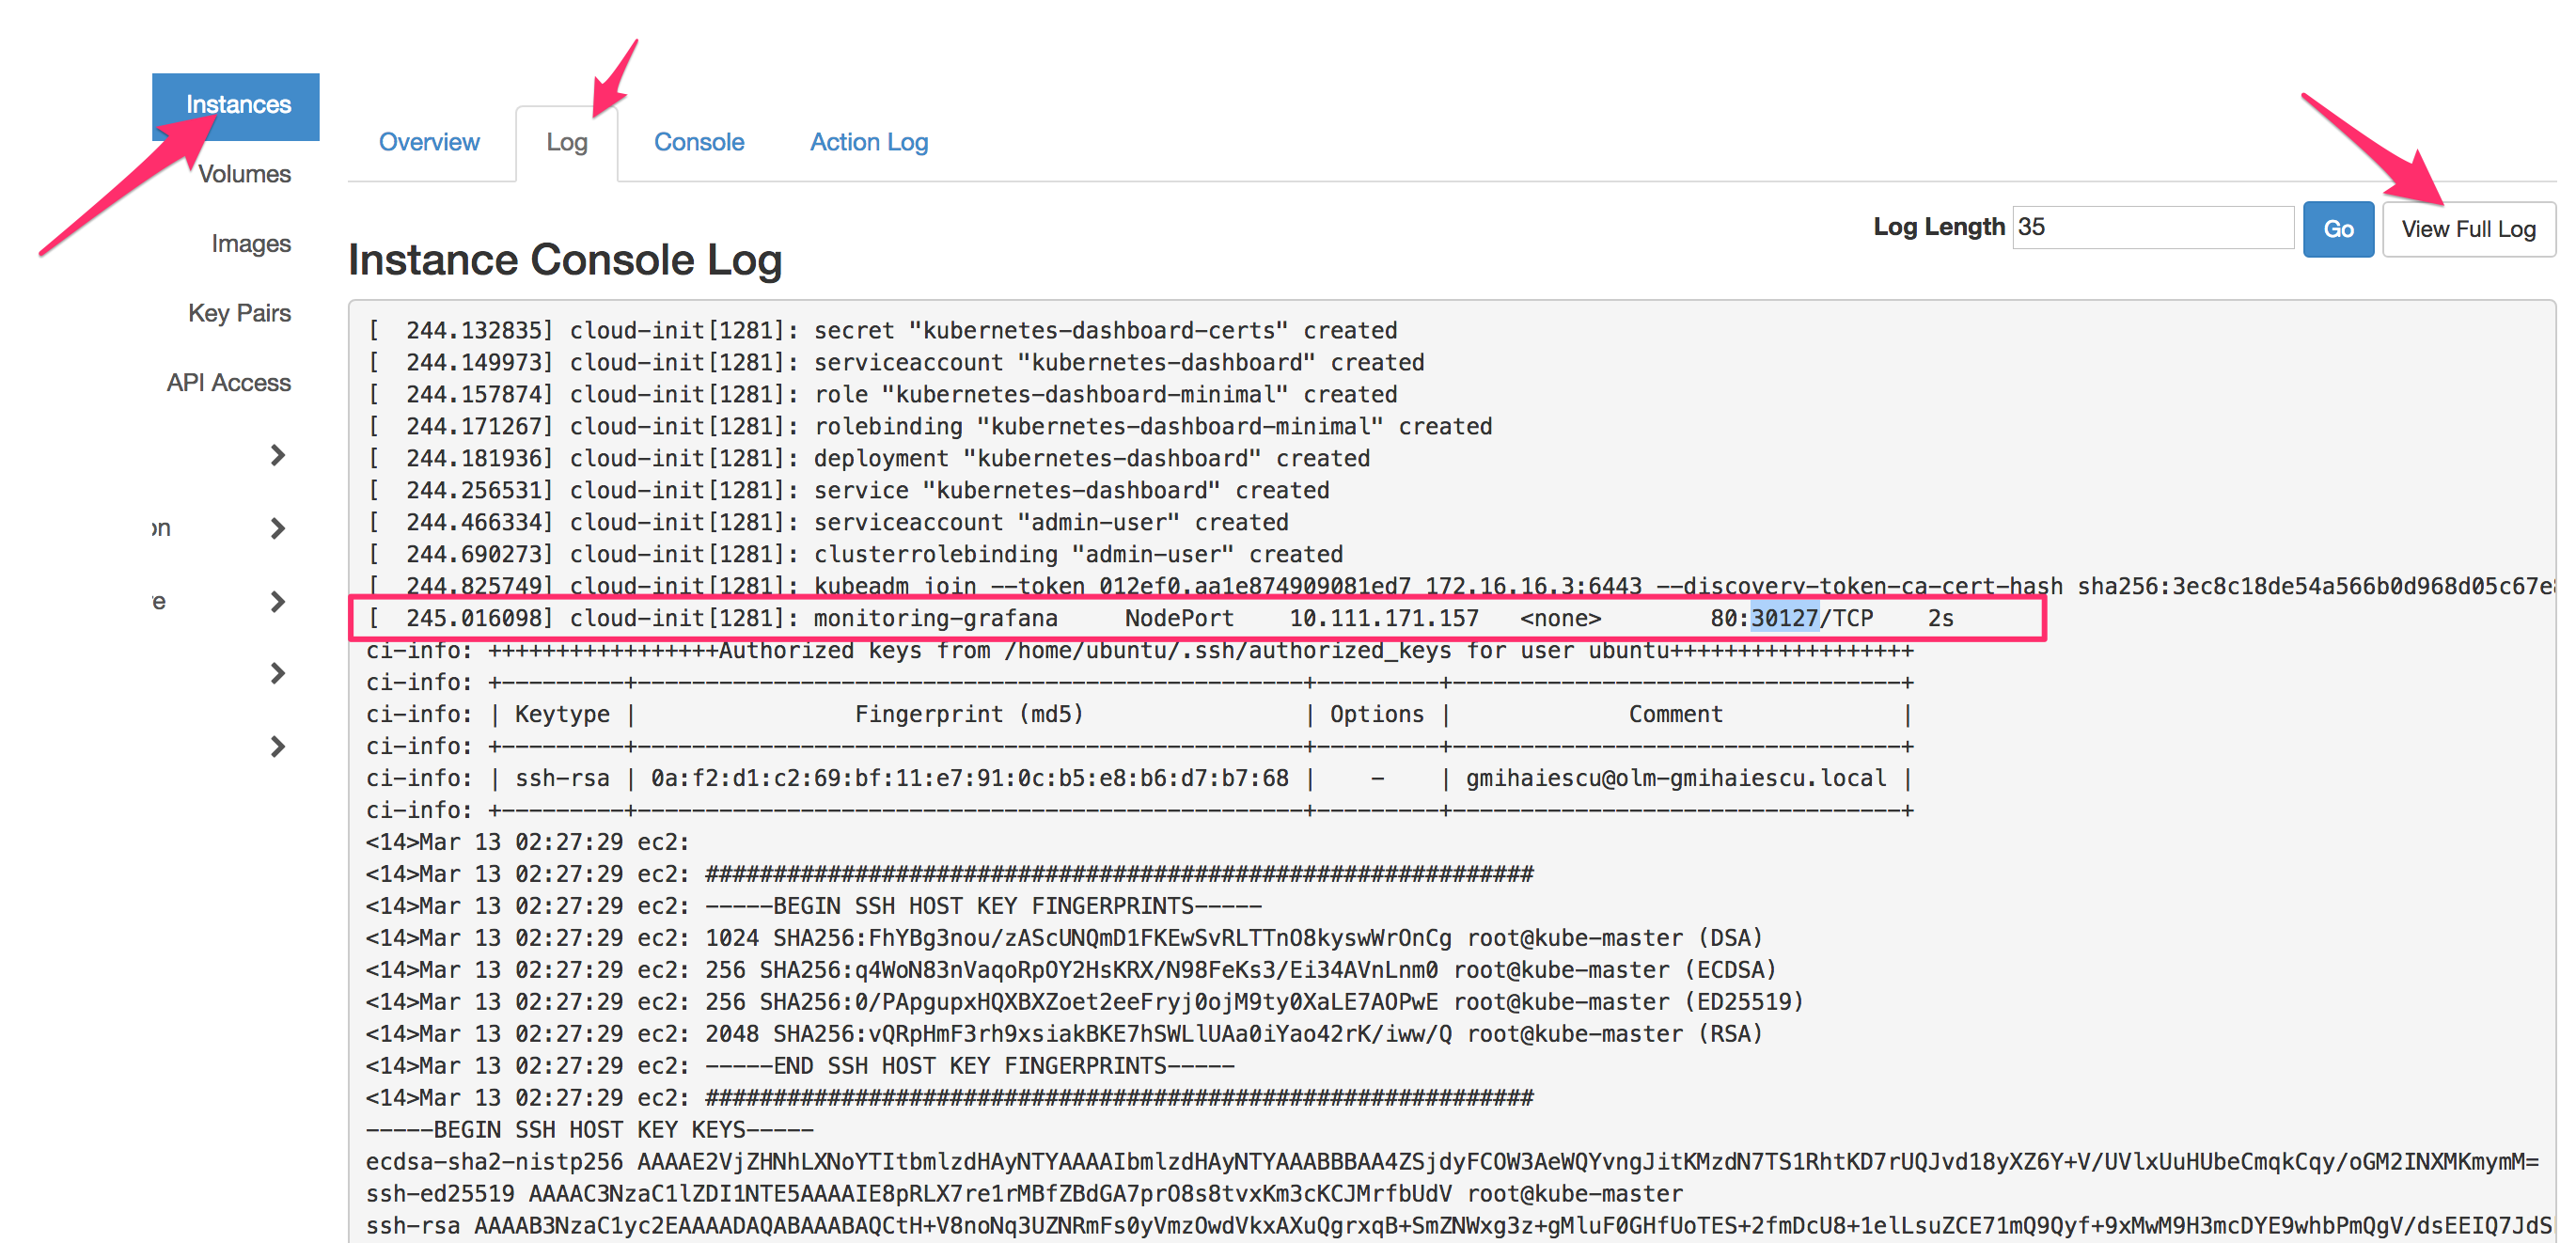 Instances
Volumes
Images
Key Pairs
API Access
on
re
Overview
Log
Console
Action Log
Log Length 35 Go View Full Log
Instance Console Log
[  244.132835] cloud-init[1281]: secret "kubernetes-dashboard-certs" created
[  244.149973] cloud-init[1281]: serviceaccount "kubernetes-dashboard" created
[  244.157874] cloud-init[1281]: role "kubernetes-dashboard-minimal" created
[  244.171267] cloud-init[1281]: rolebinding "kubernetes-dashboard-minimal" created
[  244.181936] cloud-init[1281]: deployment "kubernetes-dashboard" created
[  244.256531] cloud-init[1281]: service "kubernetes-dashboard" created
[  244.466334] cloud-init[1281]: serviceaccount "admin-user" created
[  244.690273] cloud-init[1281]: clusterrolebinding "admin-user" created
[  244.825749] cloud-init[1281]: kubeadm join --token 012ef0.aa1e874909081ed7 172.16.16.3:6443 --discovery-token-ca-cert-hash sha256:3ec8c18de54a566b0d968d05c67e
[  245.016098] cloud-init[1281]: monitoring-grafana     NodePort    10.111.171.157   <none>        80:30127/TCP    2s
ci-info: +++++++++++++++++Authorized keys from /home/ubuntu/.ssh/authorized_keys for user ubuntu++++++++++++++++++
ci-info: +---------+-------------------------------------------------+---------+---------------------------------+
ci-info: | Keytype |                Fingerprint (md5)                | Options |             Comment             |
ci-info: +---------+-------------------------------------------------+---------+---------------------------------+
ci-info: | ssh-rsa | 0a:f2:d1:c2:69:bf:11:e7:91:0c:b5:e8:b6:d7:b7:68 |    -    | gmihaiescu@olm-gmihaiescu.local |
ci-info: +---------+-------------------------------------------------+---------+---------------------------------+
<14>Mar 13 02:27:29 ec2:
<14>Mar 13 02:27:29 ec2: #############################################################
<14>Mar 13 02:27:29 ec2: -----BEGIN SSH HOST KEY FINGERPRINTS-----
<14>Mar 13 02:27:29 ec2: 1024 SHA256:FhYBg3nou/zAScUNQmD1FKEwSvRLTTnO8kyswWrOnCg root@kube-master (DSA)
<14>Mar 13 02:27:29 ec2: 256 SHA256:q4WoN83nVaqoRpOY2HsKRX/N98FeKs3/Ei34AVnLnm0 root@kube-master (ECDSA)
<14>Mar 13 02:27:29 ec2: 256 SHA256:0/PApgupxHQXBXZoet2eeFryj0ojM9ty0XaLE7AOPwE root@kube-master (ED25519)
<14>Mar 13 02:27:29 ec2: 2048 SHA256:vQRpHmF3rh9xsiakBKE7hSWLlUAa0iYao42rK/iww/Q root@kube-master (RSA)
<14>Mar 13 02:27:29 ec2: -----END SSH HOST KEY FINGERPRINTS-----
<14>Mar 13 02:27:29 ec2: #############################################################
-----BEGIN SSH HOST KEY KEYS-----
ecdsa-sha2-nistp256 AAAAE2VjZHNhLXNoYTItbmlzdHAyNTYAAAAIbmlzdHAyNTYAAABBBAA4ZSjdyFCOW3AeWQYvngJitKMzdN7TS1RhtKD7rUQJvd18yXZ6Y+V/UVlxUuHUbeCmqkCqy/oGM2INXMKmymM=
ssh-ed25519 AAAAC3NzaC1lZDI1NTE5AAAAIE8pRLX7re1rMBfZBdGA7prO8s8tvxKm3cKCJMrfbUdV root@kube-master
ssh-rsa AAAAB3NzaC1yc2EAAAADAQABAAABAQCtH+V8noNq3UZNRmFs0yVmzOwdVkxAXuQgrxqB+SmZNWxg3z+gMluF0GHfUoTES+2fmDcU8+1elLsuZCE71mQ9Qyf+9xMwM9H3mcDYE9whbPmQgV/dsEEIQ7JdS